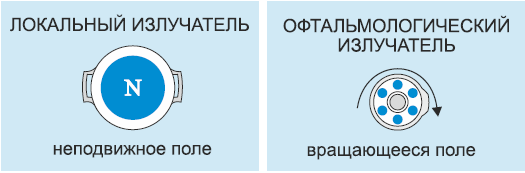 ЛОКАЛЬНЫЙ ИЗЛУЧАТЕЛЬ
N
неподвижное поле
ОФТАЛЬМОЛОГИЧЕСКИЙ
ИЗЛУЧАТЕЛЬ
вращающееся поле